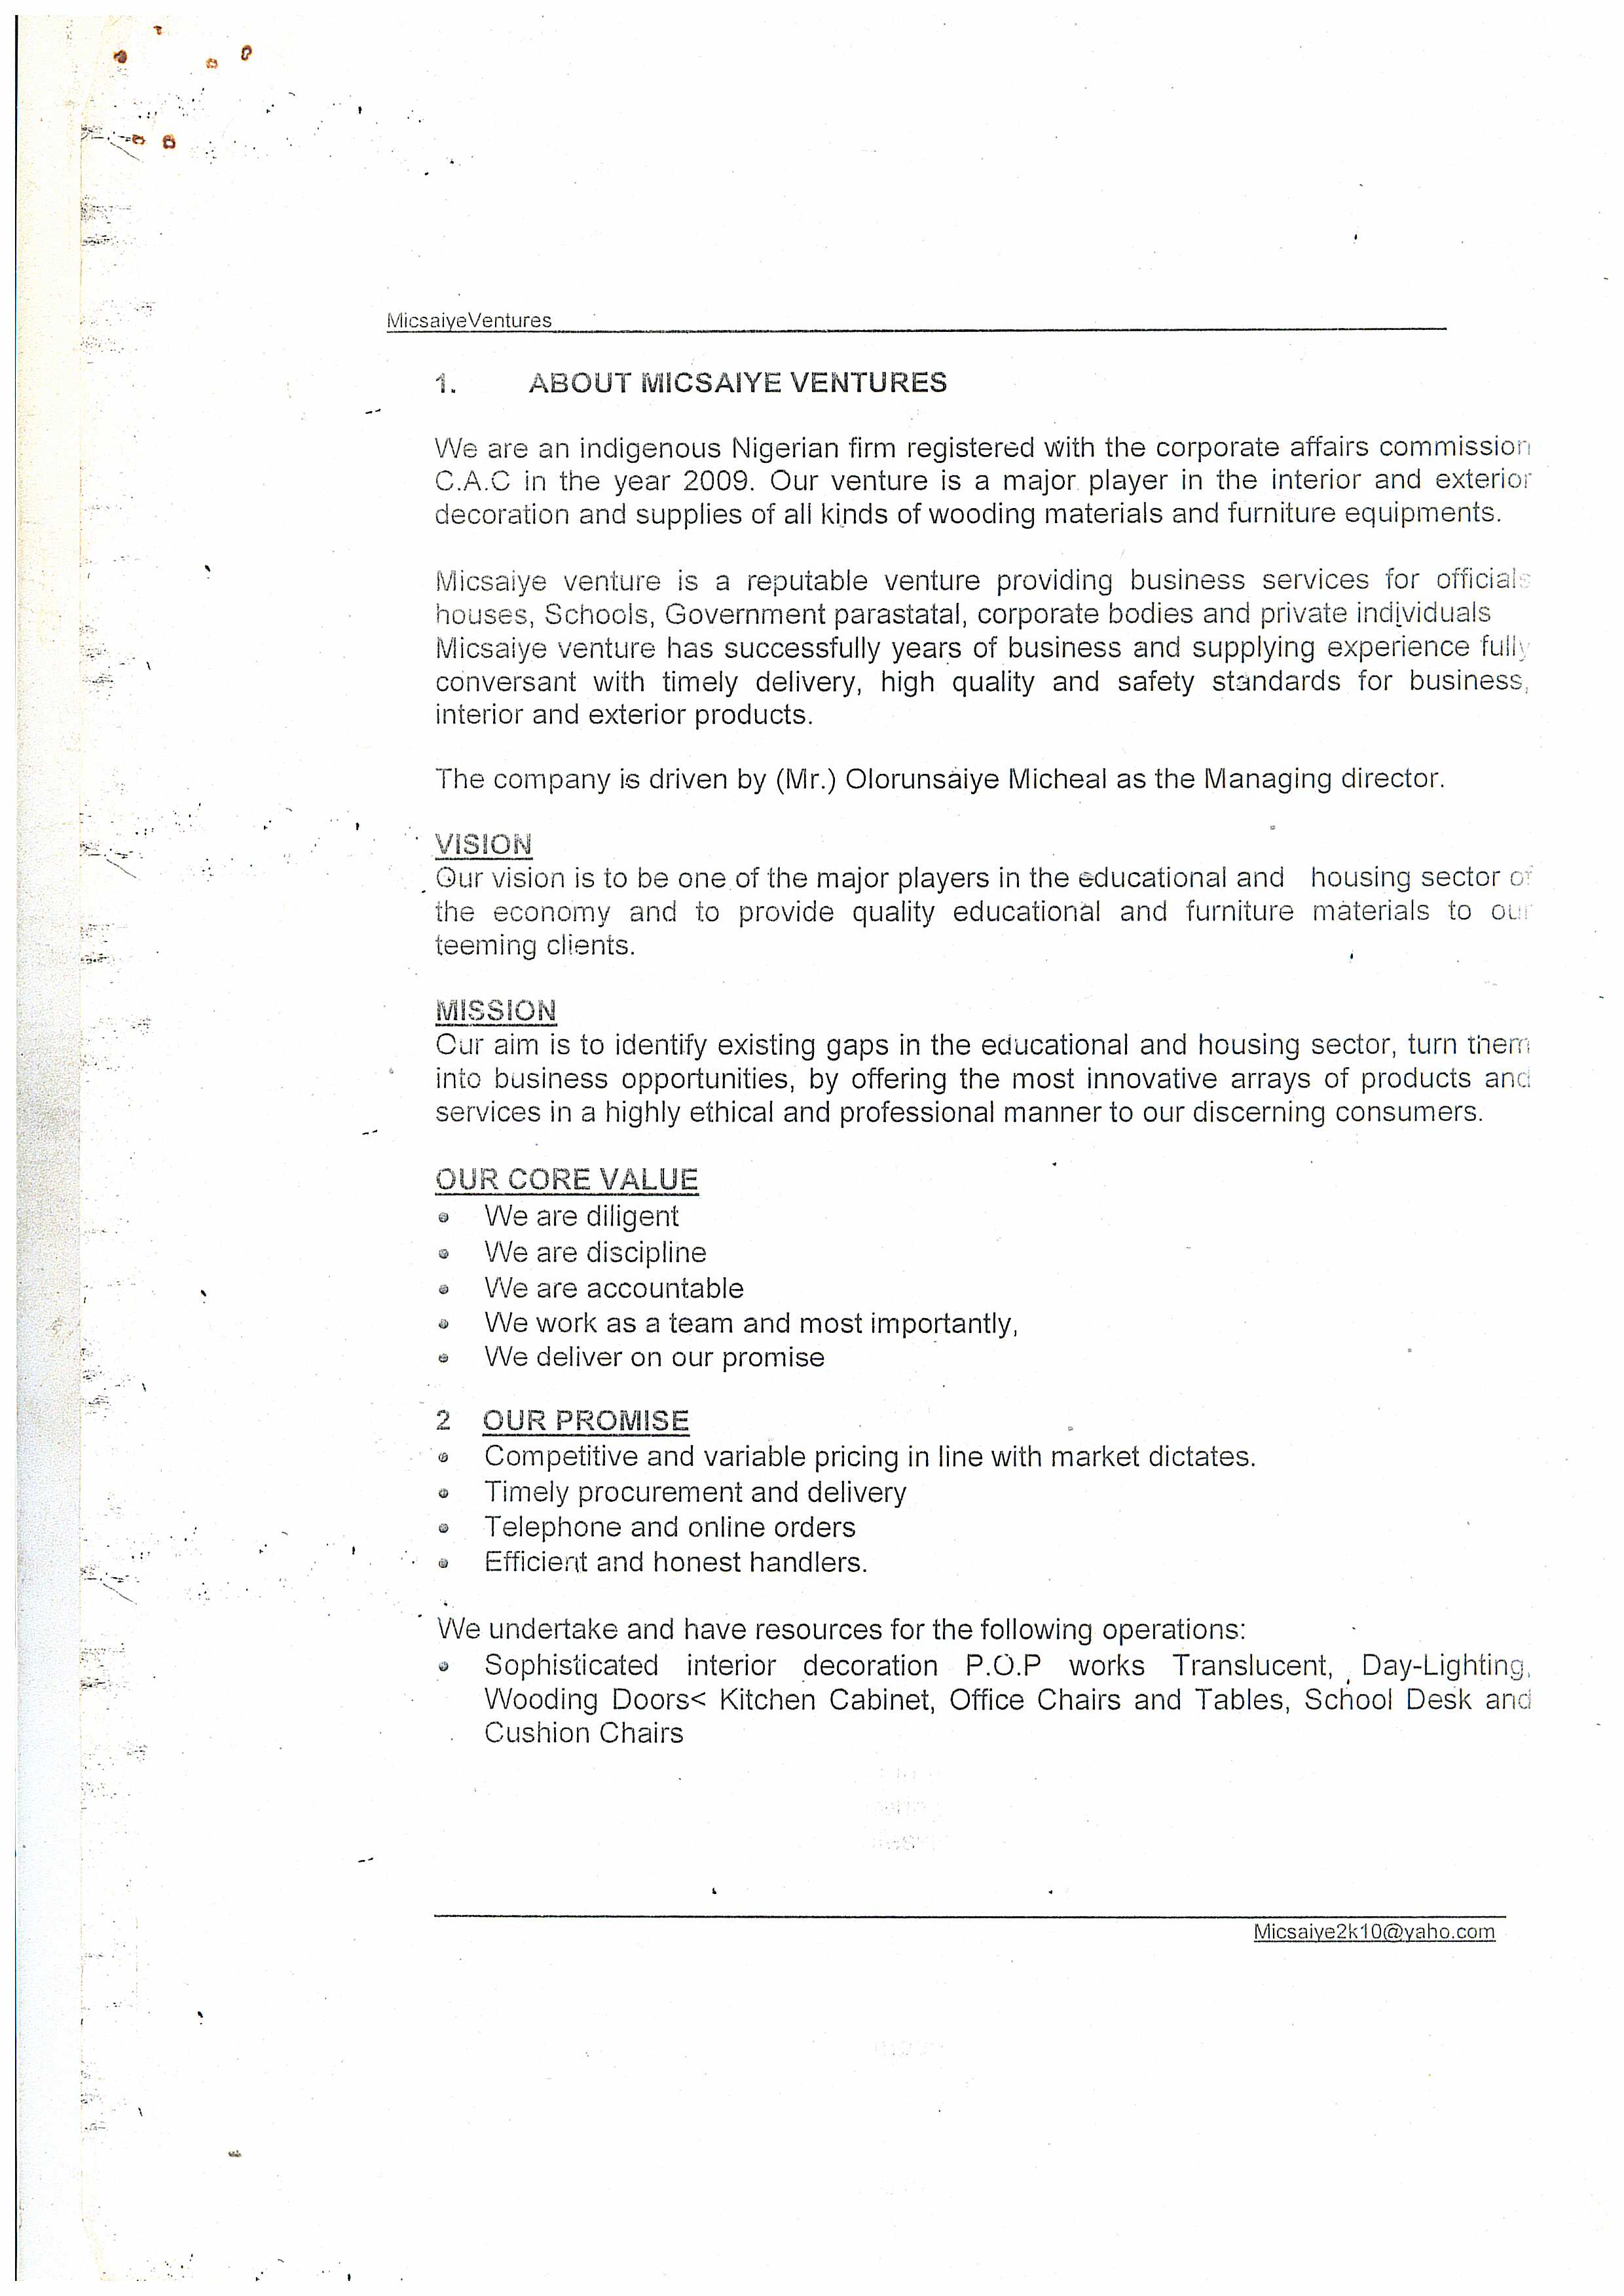 MicsaiyeVentures
1. ABOUT MICSAIYE VENTURES
We are an indigenous Nigerian firm registered with the corporate affairs commission
C.A.C in the year 2009. Our venture is a major player in the interior and exterior
decoration and supplies of all kinds of wooding materials and furniture equipments.
Micsaiye venture is a reputable venture providing business services for officials
houses, Schools, Government parastatal, corporate bodies and private individuals
Micsaiye venture has successfully years of business and supplying experience fully
conversant with timely delivery, high quality and safety standards for business,
interior and exterior products.
The company is driven by (Mr.) Olorunsaiye Micheal as the Managing director.
VISION
Our vision is to be one of the major players in the educational and housing sector of
the economy and to provide quality educational and furniture materials to our
teeming clients.
MISSION
Our aim is to identify existing gaps in the educational and housing sector, turn them
into business opportunities, by offering the most innovative arrays of products and
services in a highly ethical and professional manner to our discerning consumers.
OUR CORE VALUE
• We are diligent
• We are discipline
• We are accountable
• We work as a team and most importantly,
• We deliver on our promise
2 OUR PROMISE
• Competitive and variable pricing in line with market dictates.
• Timely procurement and delivery
• Telephone and online orders
• Efficient and honest handlers.
We undertake and have resources for the following operations:
• Sophisticated interior decoration P.O.P works Translucent, Day-Lighting,
Wooding Doors< Kitchen Cabinet, Office Chairs and Tables, School Desk and
Cushion Chairs
Micsaiye2k10@yaho.com